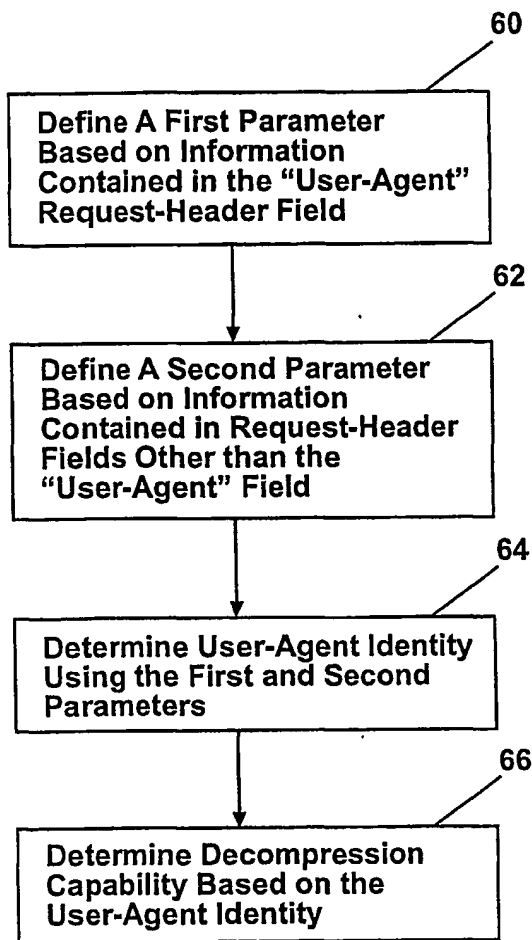 60
Define A First Parameter
Based on Information
Contained in the "User-Agent"
Request-Header Field
62
Define A Second Parameter
Based on Information
Contained in Request-Header
Fields Other than the
"User-Agent" Field
64
Determine User-Agent Identity
Using the First and Second
Parameters
66
Determine Decompression
Capability Based on the
User-Agent Identity